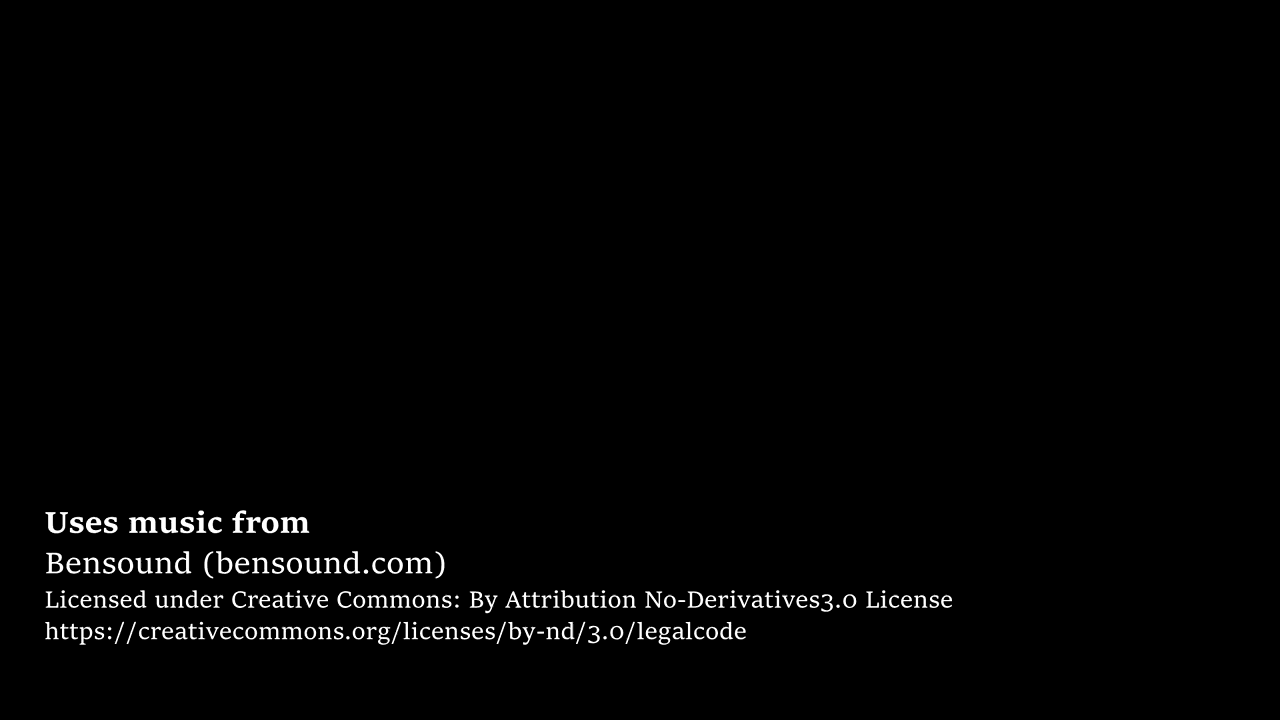 Uses music from
Bensound (bensound.com)
Licensed under Creative Commons: By Attribution No-Derivatives3.0 License
https://creativecommons.org/licenses/by-nd/3.0/legalcode